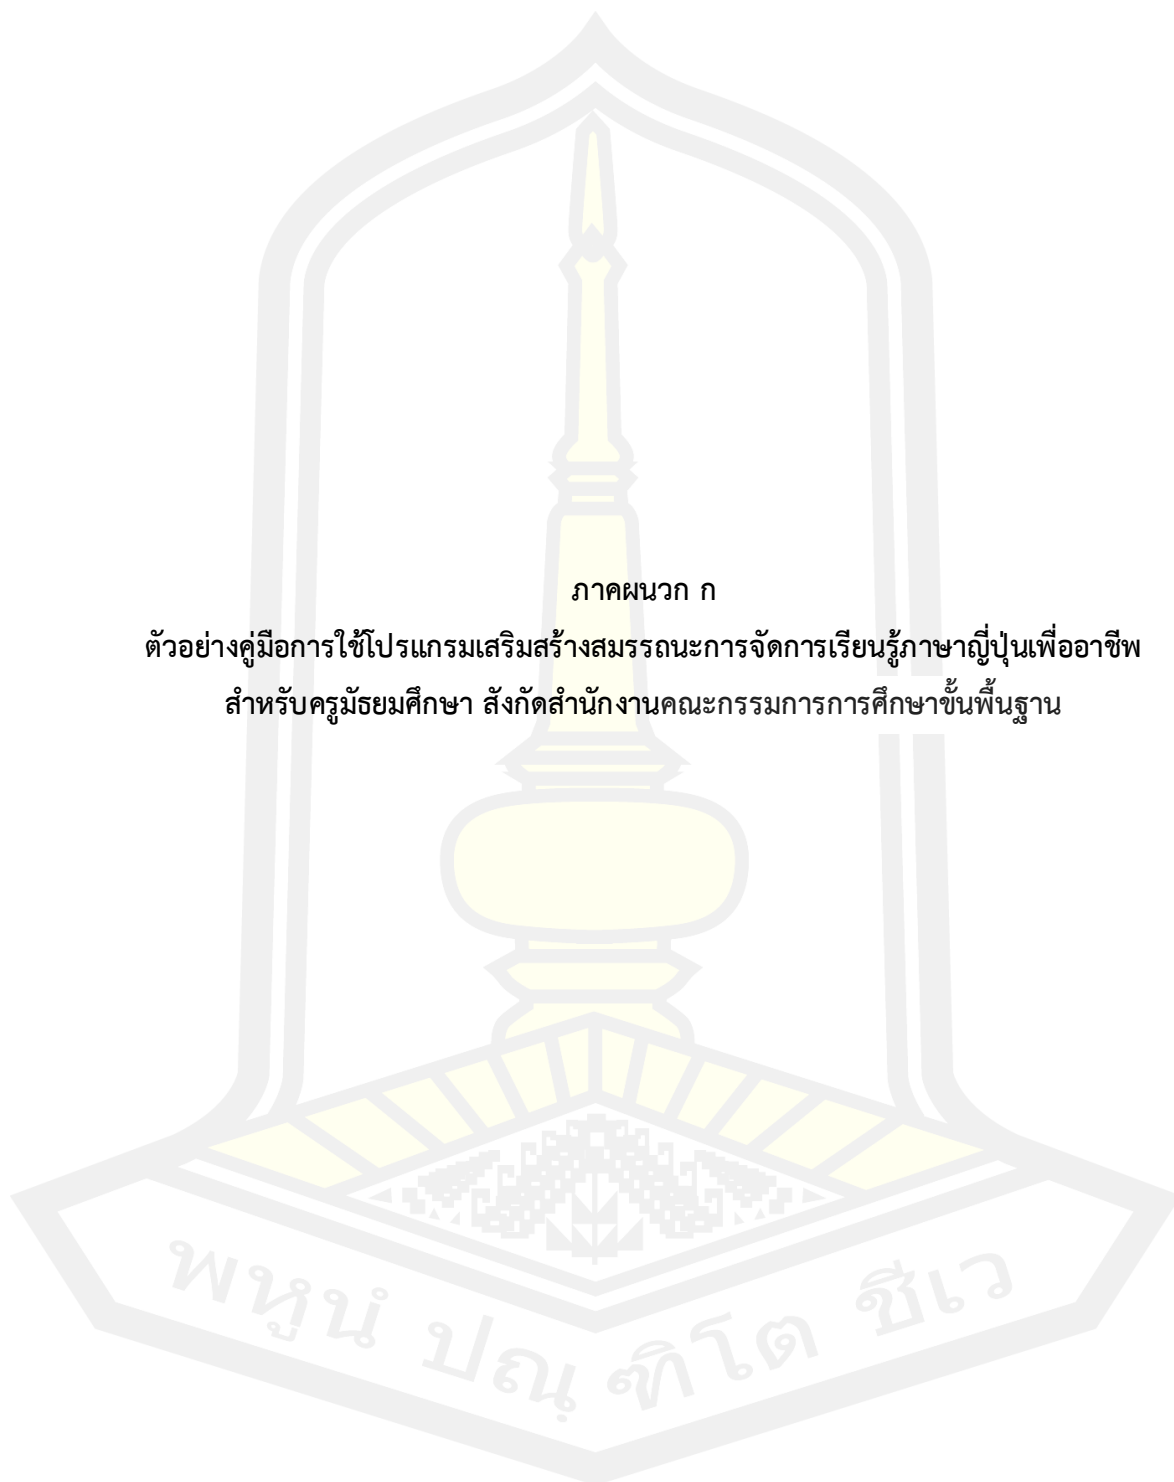 ภาคผนวก ก
ตัวอย่างคู่มือการใช้โปรแกรมเสริมสร้างสมรรถนะการจัดการเรียนรู้ภาษาญี่ปุ่นเพื่ออาชีพ
สำหรับครูมัธยมศึกษา สังกัดสำนักงานคณะกรรมการการศึกษาขั้นพื้นฐาน
พหูนํ ปณฺฑิโต ชีเว